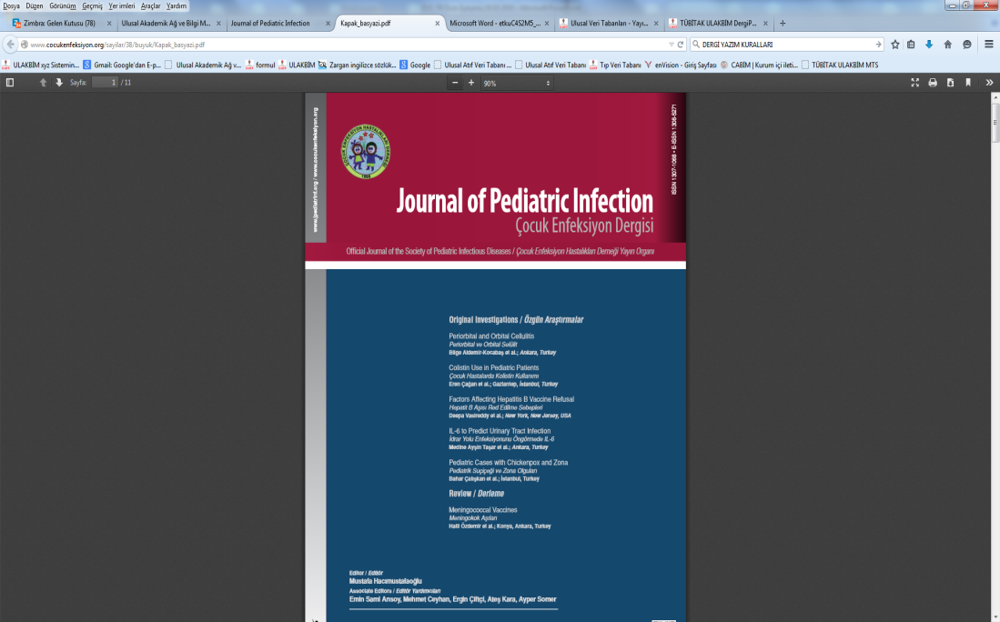 Dosya Düzen Görünüm Geçmiş Yer imleri Araçlar Yardım
Zimbra: Gelen Kutusu (78)
Ulusal Akademik Ağ ve Bilgi M...
Journal of Pediatric Infection
Kapak_basyazi.pdf
Microsoft Word - etkuC4S2M5_...
Ulusal Veri Tabanları - Yayı...
TÜBİTAK ULAKBİM DergiP...
www.cocukenfeksiyon.org/sayilar/38/buyuk/Kapak_basyazi.pdf
DERGİ YAZIM KURALLARI
ULAKBİM xyz Sistemin...
Gmail: Google'dan E-p...
Ulusal Akademik Ağ v...
formul
ULAKBİM
Zargan ingilizce sözlük...
Google
Ulusal Atıf Veri Tabanı ...
Ulusal Atıf Veri Tabanı
Tıp Veri Tabanı
enVision - Giriş Sayfası
CABİM | Kurum içi ileti...
TÜBİTAK ULAKBİM MTS
Sayfa: 1 / 11
90%
www.cocukenfeksiyon.org
ISSN 1307-1068 • E-ISSN 1308-5271
ÇOCUK ENFEKSİYON HASTALIKLARI DERNEĞİ
Journal of Pediatric Infection
Çocuk Enfeksiyon Dergisi
Official Journal of the Society of Pediatric Infectious Diseases / Çocuk Enfeksiyon Hastalıkları Derneği Yayın Organı
Original Investigations / Özgün Araştırmalar
Periorbital and Orbital Cellulitis
Periorbital ve Orbital Selülit
Bilge Aldemir-Kocabaş et al.; Ankara, Turkey
Colistin Use in Pediatric Patients
Çocuk Hastalarda Kolistin Kullanımı
Eren Çağan et al.; Gaziantep, İstanbul, Turkey
Factors Affecting Hepatitis B Vaccine Refusal
Hepatit B Aşısı Red Edilme Sebepleri
Deepa Vasireddy et al.; New York, New Jersey, USA
IL-6 to Predict Urinary Tract Infection
İdrar Yolu Enfeksiyonunu Öngörmede IL-6
Medine Ayşin Taşar et al.; Ankara, Turkey
Pediatric Cases with Chickenpox and Zona
Pediatrik Suçiçeği ve Zona Olguları
Bahar Çalışkan et al.; İstanbul, Turkey
Review / Derleme
Meningococcal Vaccines
Meningokok Aşıları
Halil Özdemir et al.; Konya, Ankara, Turkey
Editor / Editör
Mustafa Hacımustafaoğlu
Associate Editors / Editör Yardımcıları
Emin Sami Arısoy, Mehmet Ceyhan, Ergin Çiftçi, Ateş Kara, Ayper Somer